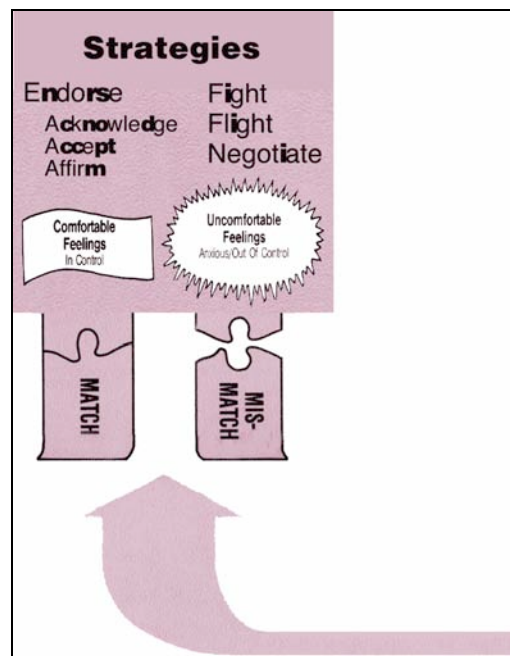 Strategies
Endorse
Acknowledge
Accept
Affirm
Fight
Flight
Negotiate
Comfortable
Feelings
In Control
Uncomfortable
Feelings
Anxious/Out Of Control
MATCH
MIS-
MATCH